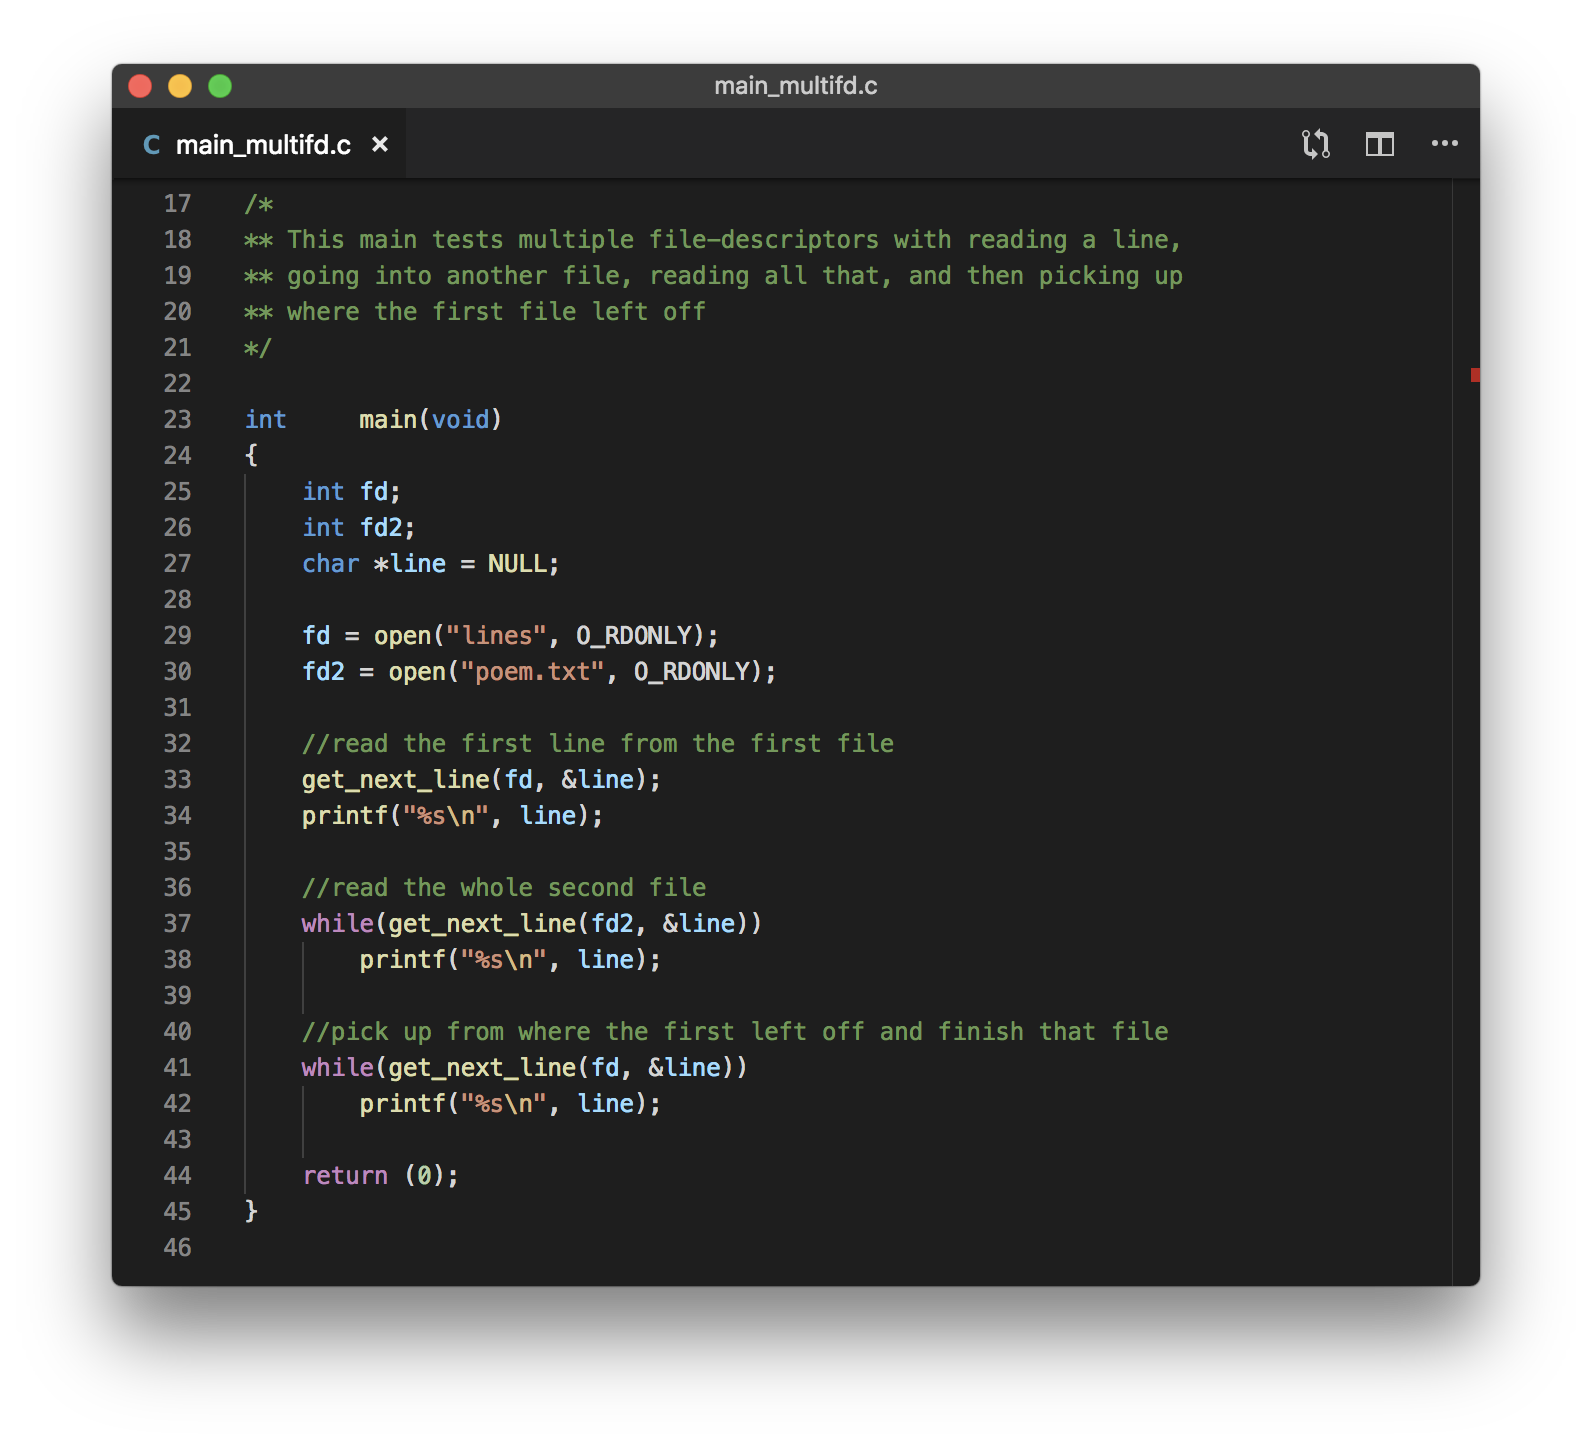 main_multifd.c
C main_multifd.c ×
17 /*
18 ** This main tests multiple file-descriptors with reading a line,
19 ** going into another file, reading all that, and then picking up
20 ** where the first file left off
21 */
22
23 int     main(void)
24 {
25     int fd;
26     int fd2;
27     char *line = NULL;
28
29     fd = open("lines", O_RDONLY);
30     fd2 = open("poem.txt", O_RDONLY);
31
32     //read the first line from the first file
33     get_next_line(fd, &line);
34     printf("%s\n", line);
35
36     //read the whole second file
37     while(get_next_line(fd2, &line))
38         printf("%s\n", line);
39
40     //pick up from where the first left off and finish that file
41     while(get_next_line(fd, &line))
42         printf("%s\n", line);
43
44     return (0);
45 }
46